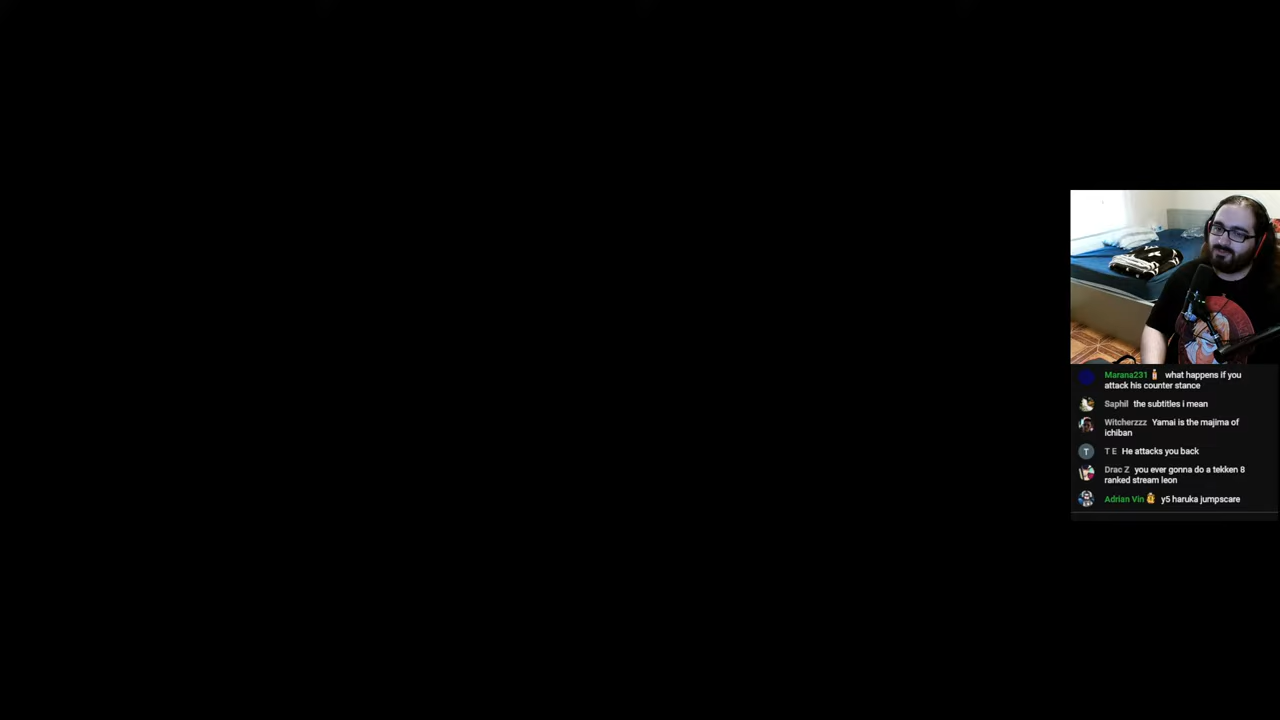 Marana231 what happens if you
attack his counter stance
Saphil the subtitles i mean
Witcherzzz Yamai is the majima of
ichiban
T
T E He attacks you back
Drac Z you ever gonna do a tekken 8
ranked stream leon
Adrian Vin y5 haruka jumpscare